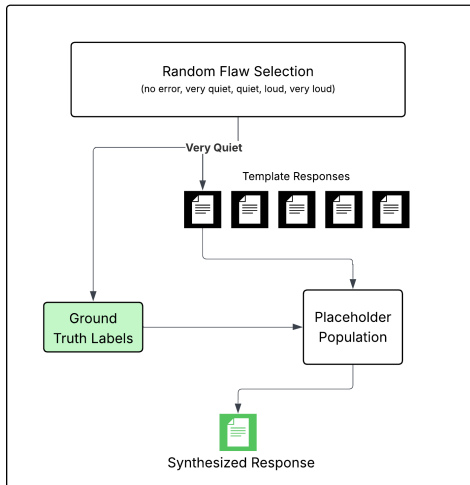 Random Flaw Selection
(no error, very quiet, quiet, loud, very loud)
Very Quiet
Template Responses
Ground
Truth Labels
Placeholder
Population
Synthesized Response